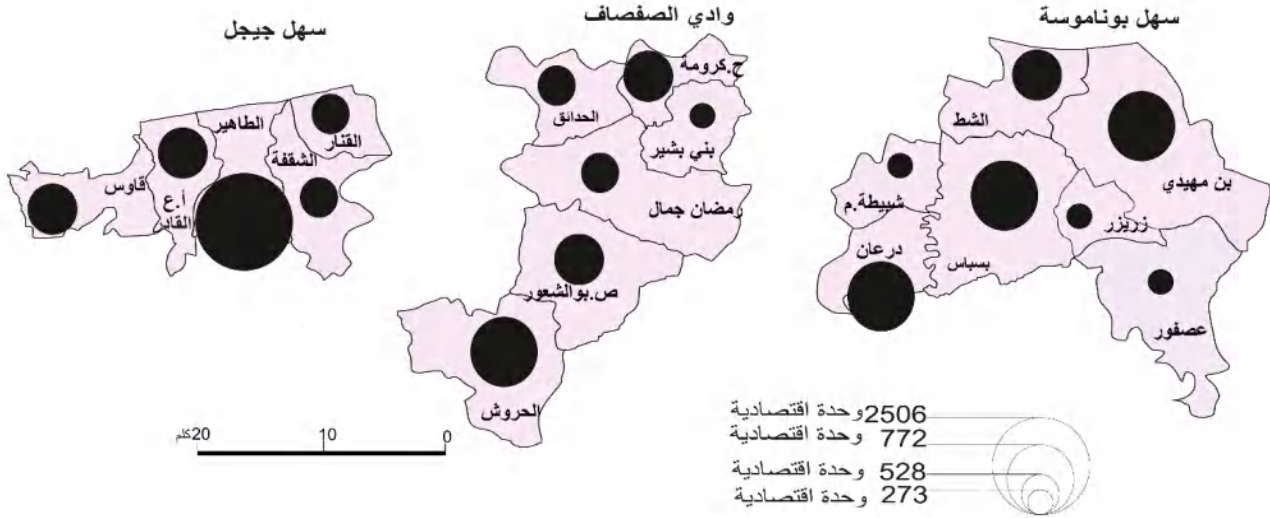 سهل بوناموسة
وادي الصفصاف
سهل جيجل
الشط
بن مهيدي
شبيطة.م
زريزر
درعان
بسباس
عصفور
ح.كرومة
الحدائق
بني بشير
رمضان جمال
ص.بوالشعور
الحروش
القنار
الطاهير
الشقفة
قاوس
أ.ع
القادر
20كلم 10 0
2506 وحدة اقتصادية
772 وحدة اقتصادية
528 وحدة اقتصادية
273 وحدة اقتصادية